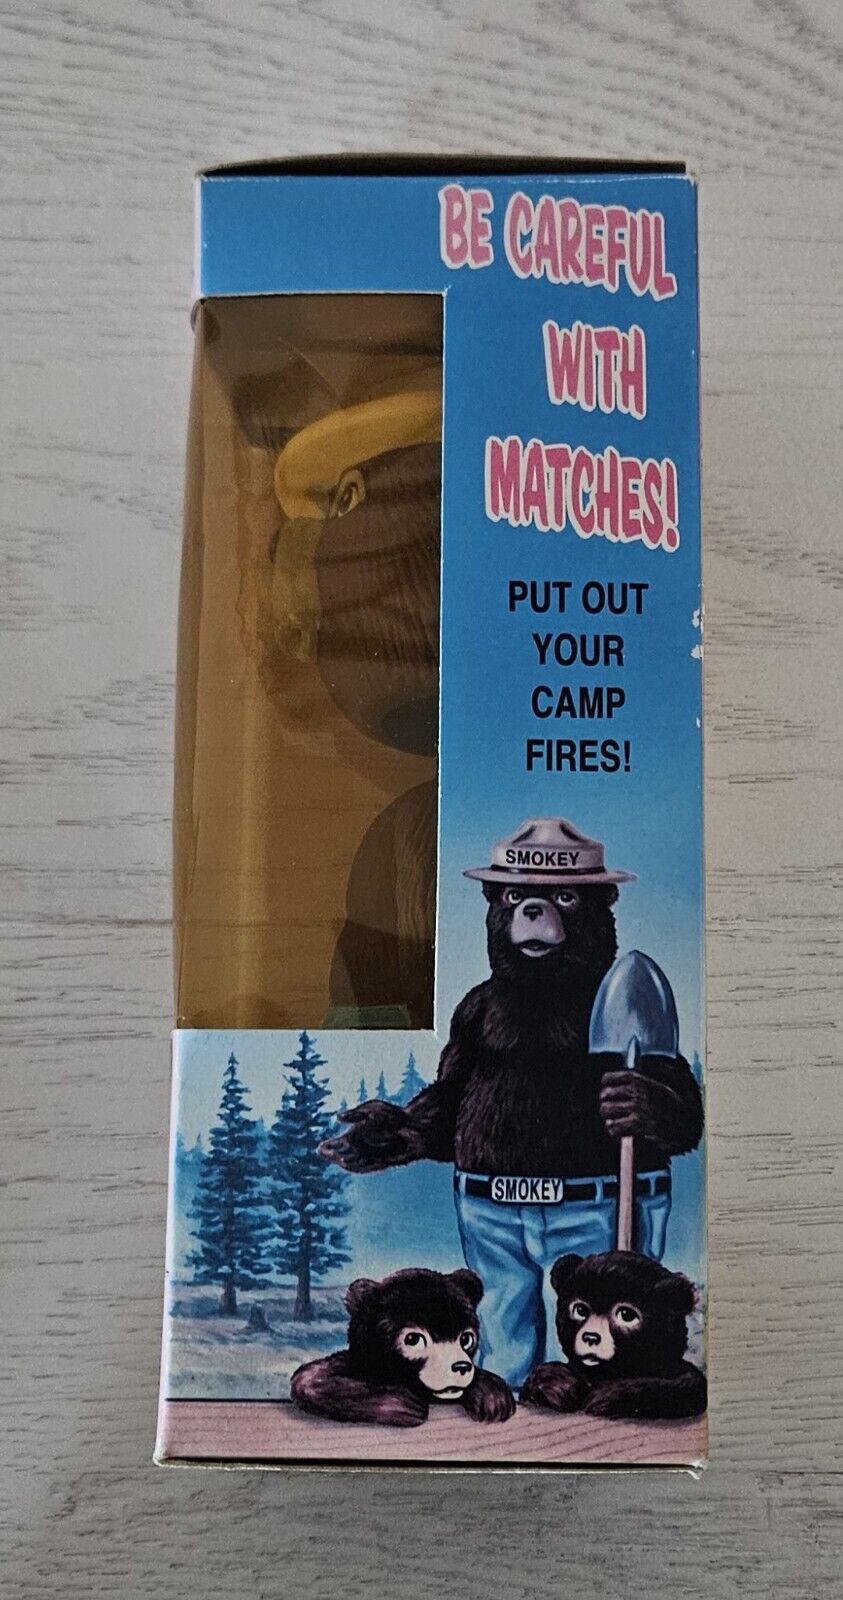 BE CAREFUL
WITH
MATCHES!
PUT OUT
YOUR
CAMP
FIRES!
SMOKEY
SMOKEY